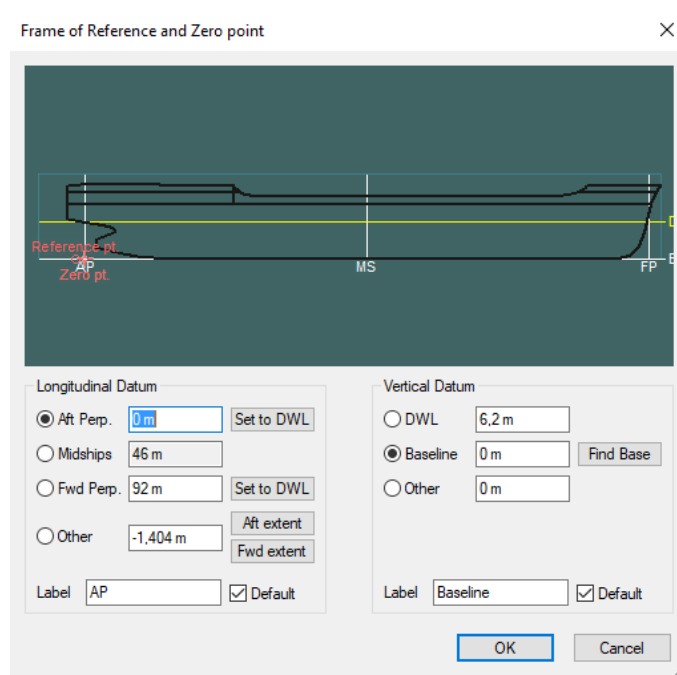 Frame of Reference and Zero point
D
Reference pt.
AP
MS
FP
B
Zero pt.
Longitudinal Datum
Vertical Datum
Aft Perp. 0 m Set to DWL
DWL 6,2 m
Midships 46 m
Baseline 0 m Find Base
Fwd Perp. 92 m Set to DWL
Other 0 m
Other -1,404 m Aft extent
Fwd extent
Label AP Default
Label Baseline Default
OK Cancel